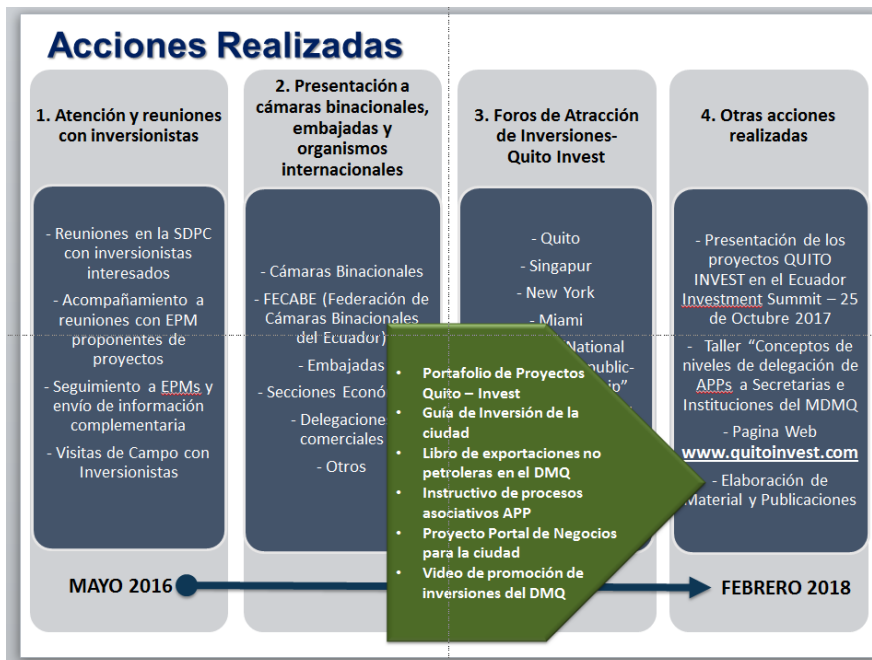 Acciones Realizadas
1. Atención y reuniones
con inversionistas
- Reuniones en la SDPC
con inversionistas
interesados
- Acompañamiento a
reuniones con EPM
proponentes de
proyectos
- Seguimiento a EPMs y
envío de información
complementaria
- Visitas de Campo con
Inversionistas
2. Presentación a
cámaras binacionales,
embajadas y
organismos
internacionales
- Cámaras Binacionales
- FECABE (Federación de
Cámaras Binacionales
del Ecuador)
- Embajadas
- Secciones Econó
- Delegacione
comerciales
- Otros
3. Foros de Atracción
de Inversiones-
Quito Invest
- Quito
- Singapur
- New York
- Miami
National
public-
ip"
4. Otras acciones
realizadas
- Presentación de los
proyectos QUITO
INVEST en el Ecuador
Investment Summit – 25
de Octubre 2017
- Taller “Conceptos de
niveles de delegación de
APPs a Secretarias e
Instituciones del MDMQ
- Pagina Web
www.quitoinvest.com
- Elaboración de
Material y Publicaciones
• Portafolio de Proyectos
Quito – Invest
• Guía de Inversión de la
ciudad
• Libro de exportaciones no
petroleras en el DMQ
• Instructivo de procesos
asociativos APP
• Proyecto Portal de Negocios
para la ciudad
• Video de promoción de
inversiones del DMQ
MAYO 2016
FEBRERO 2018